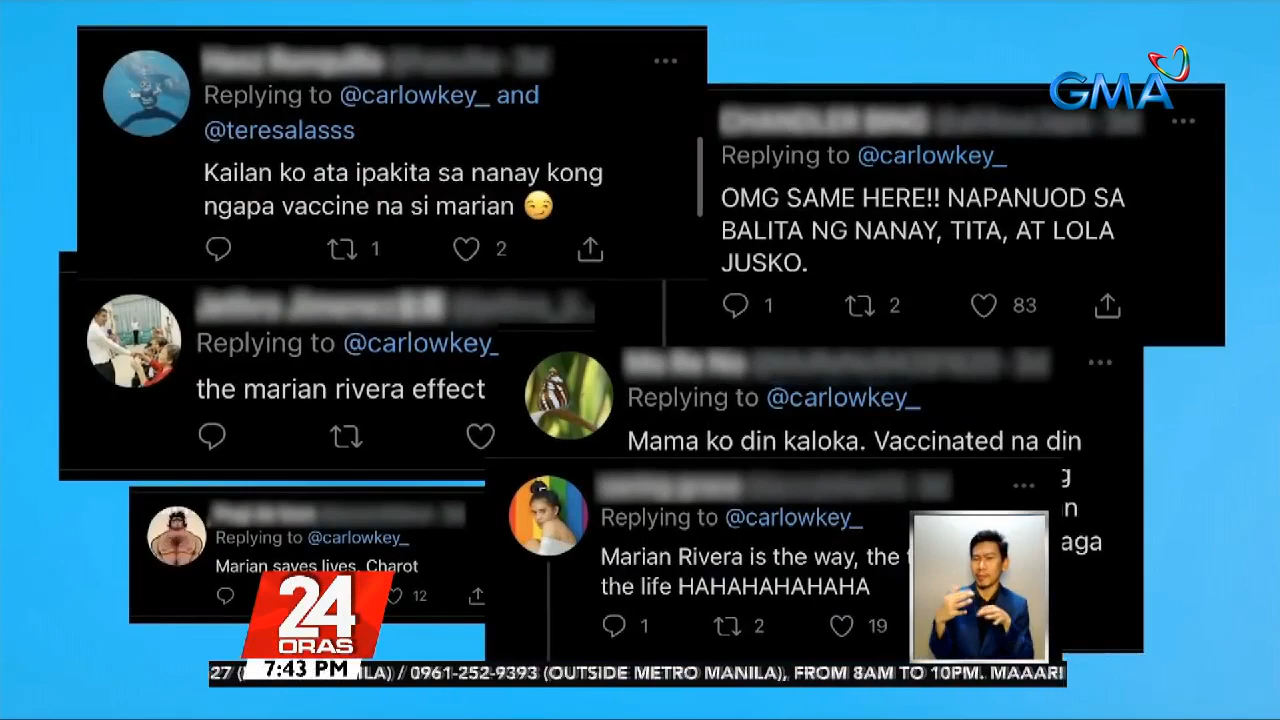 Replying to @carlowkey_ and
@teresalasss
Kailan ko ata ipakita sa nanay kong
ngapa vaccine na si marian 😏
1
2
GMA
Replying to @carlowkey_
OMG SAME HERE!! NAPANUOD SA
BALITA NG NANAY, TITA, AT LOLA
JUSKO.
1
2
83
Replying to @carlowkey_
the marian rivera effect
Replying to @carlowkey_
Mama ko din kaloka. Vaccinated na din
Replying to @carlowkey_
Marian Rivera is the way, the
the life HAHAHAHAHAHA
1
2
19
Replying to @carlowkey_
Marian saves lives. Charot
12
24
ORAS
7:43 PM
27 (LA) / 0961-252-9393 (OUTSIDE METRO MANILA), FROM 8AM TO 10PM. MAAARI